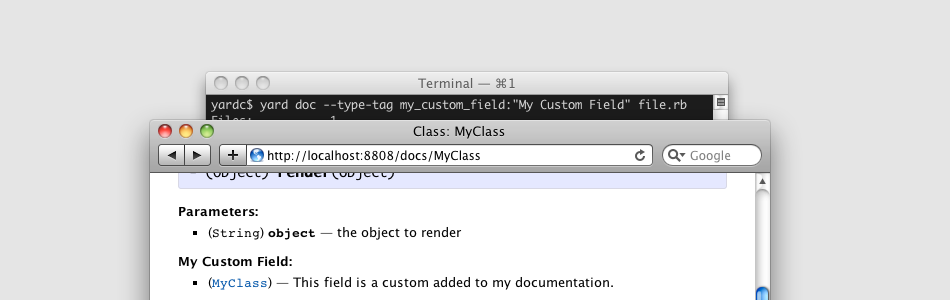 Terminal — ⌘1
yardc$ yard doc --type-tag my_custom_field:"My Custom Field" file.rb
Files: 1
Class: MyClass
http://localhost:8808/docs/MyClass
Google
- (Object) render(object)
Parameters:
▪ (String) object — the object to render
My Custom Field:
▪ (MyClass) — This field is a custom added to my documentation.